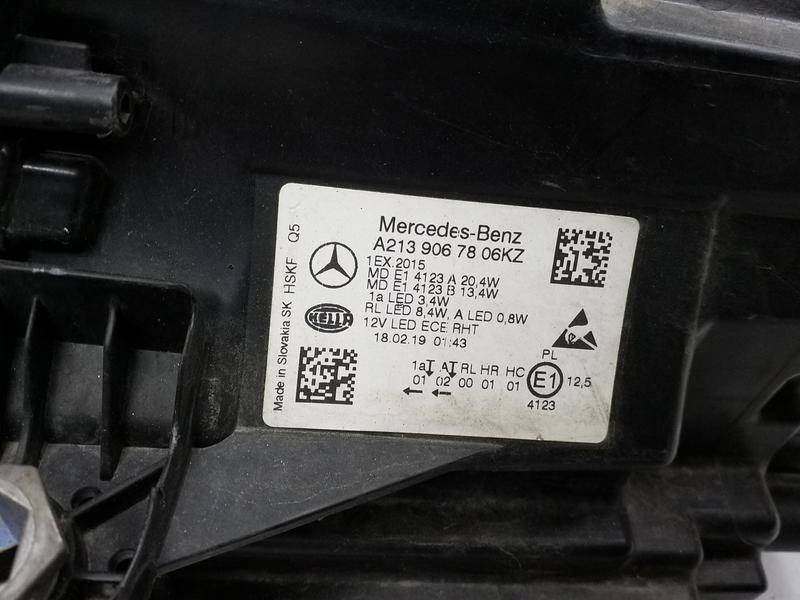 Mercedes-Benz
A213 906 78 06KZ
1EX.2015
MD E1 4123 A 20,4W
MD E1 4123 B 13,4W
1a LED 3,4W
RL LED 8,4W, A LED 0,8W
12V LED ECE RHT
18.02.19 01:43
HELLA
PL
1a A RL HR HC
01 02 00 01 01
E1
12,5
4123
Made in Slovakia SK HSKF Q5